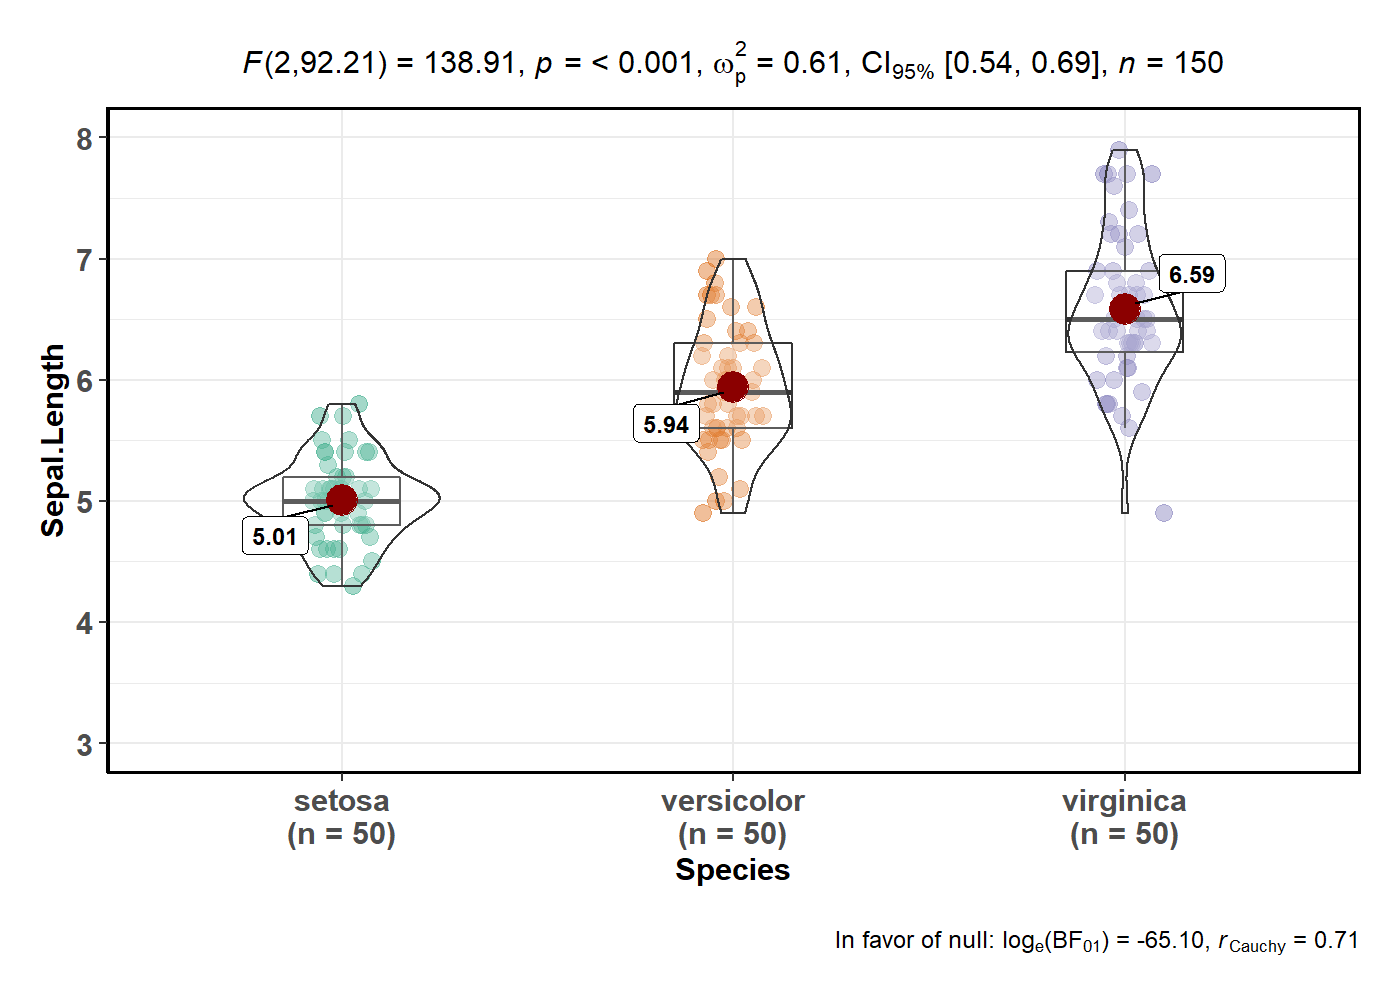 F(2,92.21) = 138.91, p = < 0.001, ω²ₚ = 0.61, CI95% [0.54, 0.69], n = 150
8
7
6
5
4
3
Sepal.Length
6.59
5.94
5.01
setosa
(n = 50)
versicolor
(n = 50)
virginica
(n = 50)
Species
In favor of null: logₑ(BF₀₁) = -65.10, rCauchy = 0.71